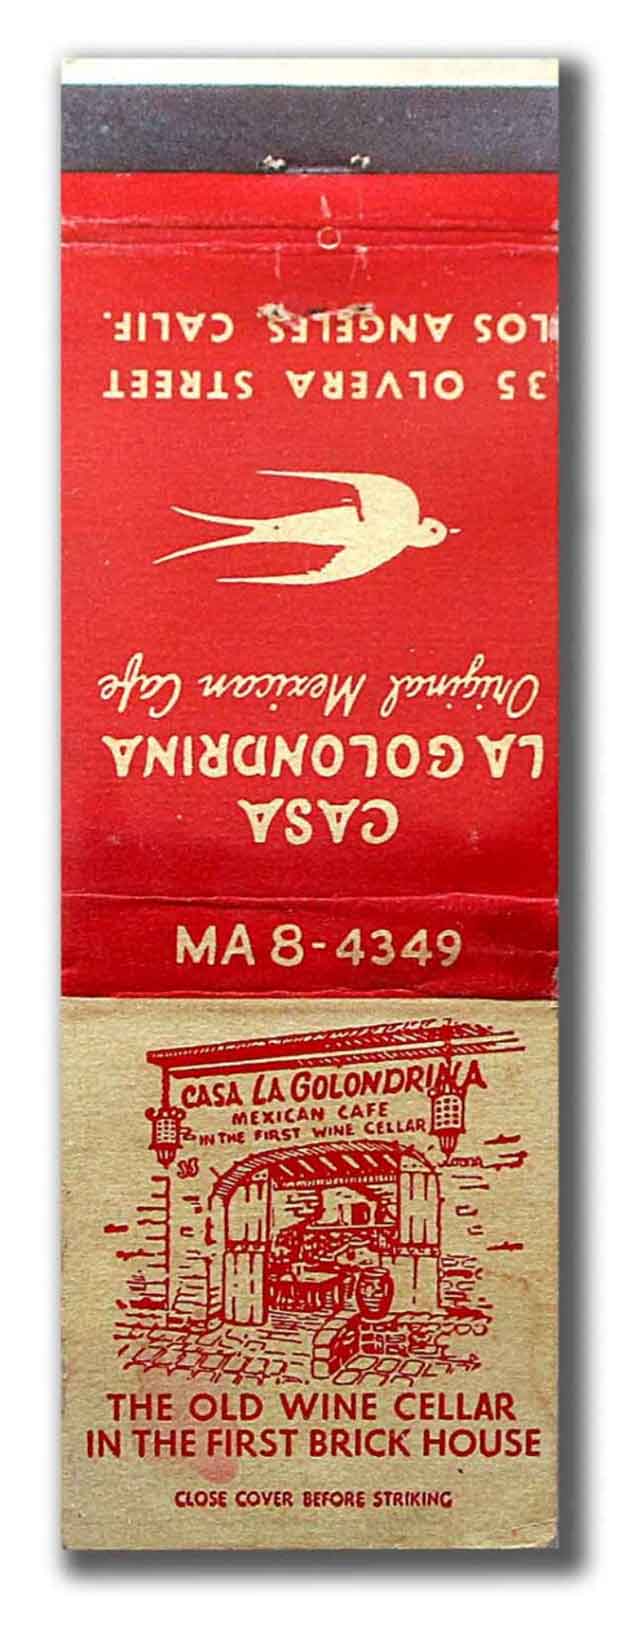 CASA
LA GOLONDRINA
Original Mexican Cafe
35 OLVERA STREET
LOS ANGELES, CALIF.
MA 8-4349
CASA LA GOLONDRINA
MEXICAN CAFE
IN THE FIRST WINE CELLAR
35
THE OLD WINE CELLAR
IN THE FIRST BRICK HOUSE
CLOSE COVER BEFORE STRIKING